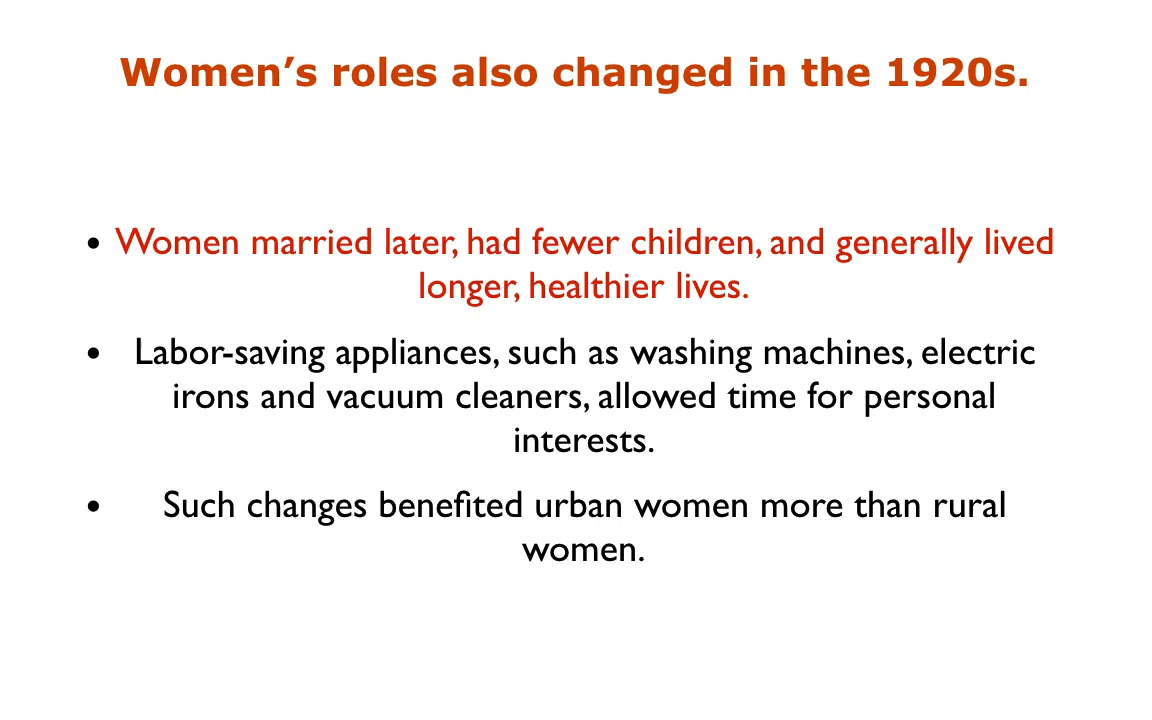 Women’s roles also changed in the 1920s.
• Women married later, had fewer children, and generally lived
longer, healthier lives.
• Labor-saving appliances, such as washing machines, electric
irons and vacuum cleaners, allowed time for personal
interests.
• Such changes benefited urban women more than rural
women.